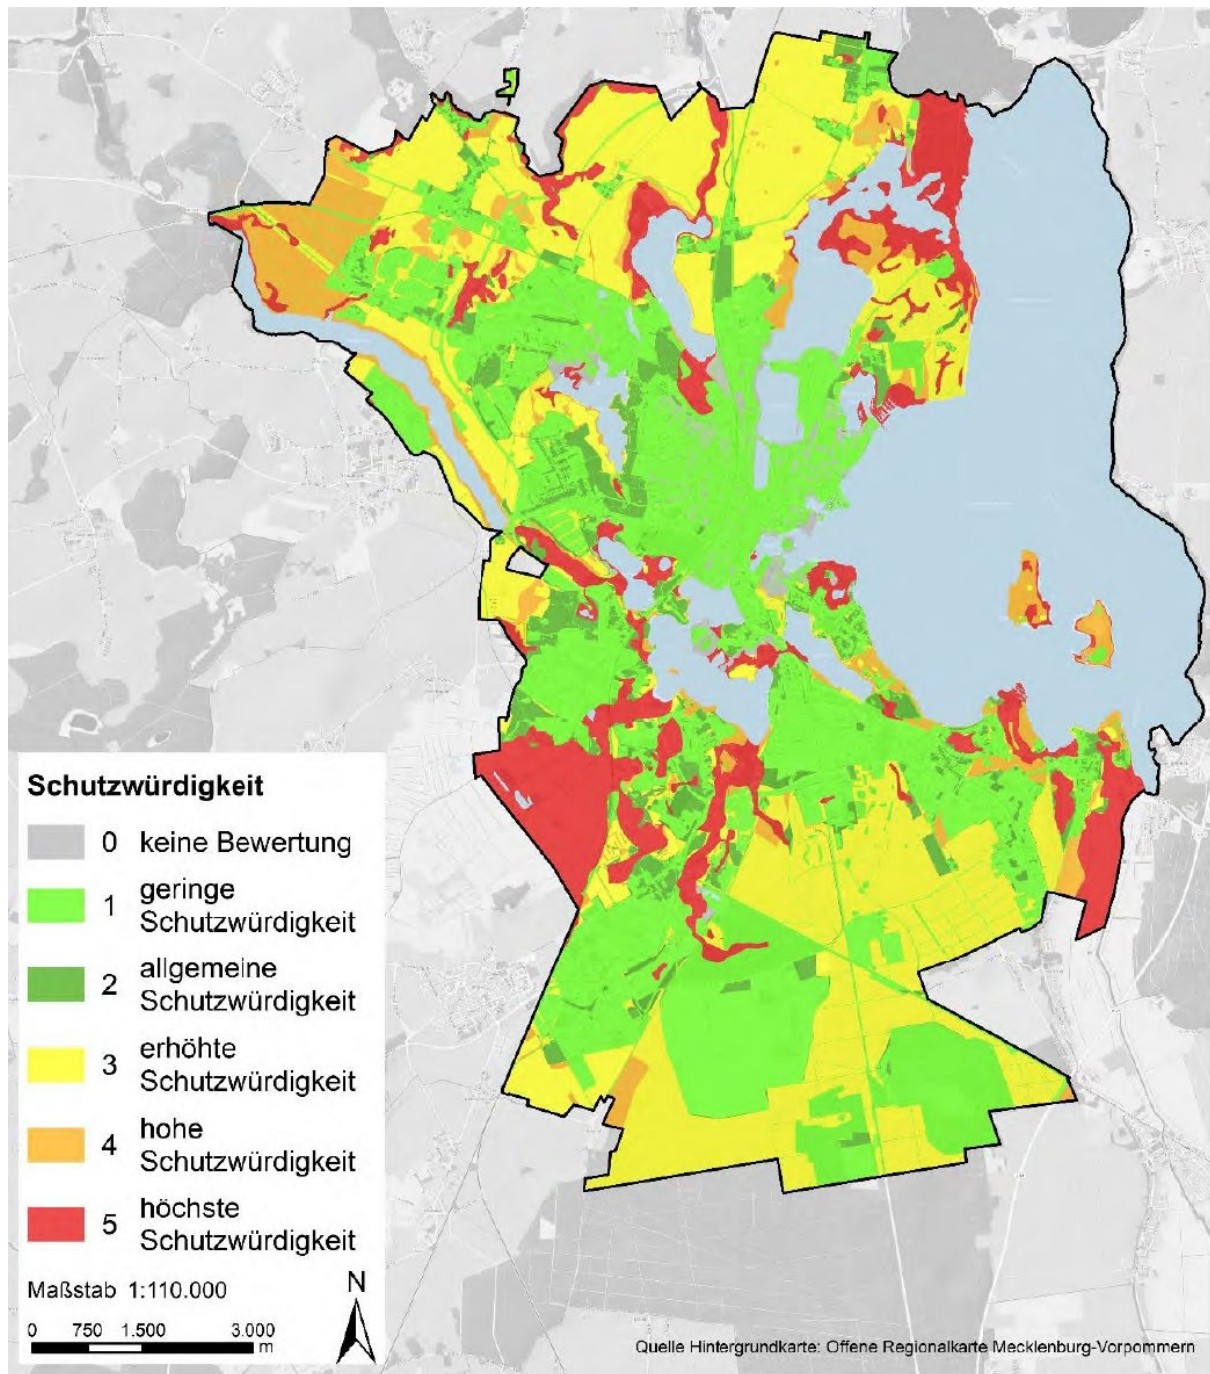 Schutzwürdigkeit
0 keine Bewertung
1 geringe
Schutzwürdigkeit
2 allgemeine
Schutzwürdigkeit
3 erhöhte
Schutzwürdigkeit
4 hohe
Schutzwürdigkeit
5 höchste
Schutzwürdigkeit
Maßstab 1:110.000
N
0 750 1.500 3.000
m
Quelle Hintergrundkarte: Offene Regionalkarte Mecklenburg-Vorpommern